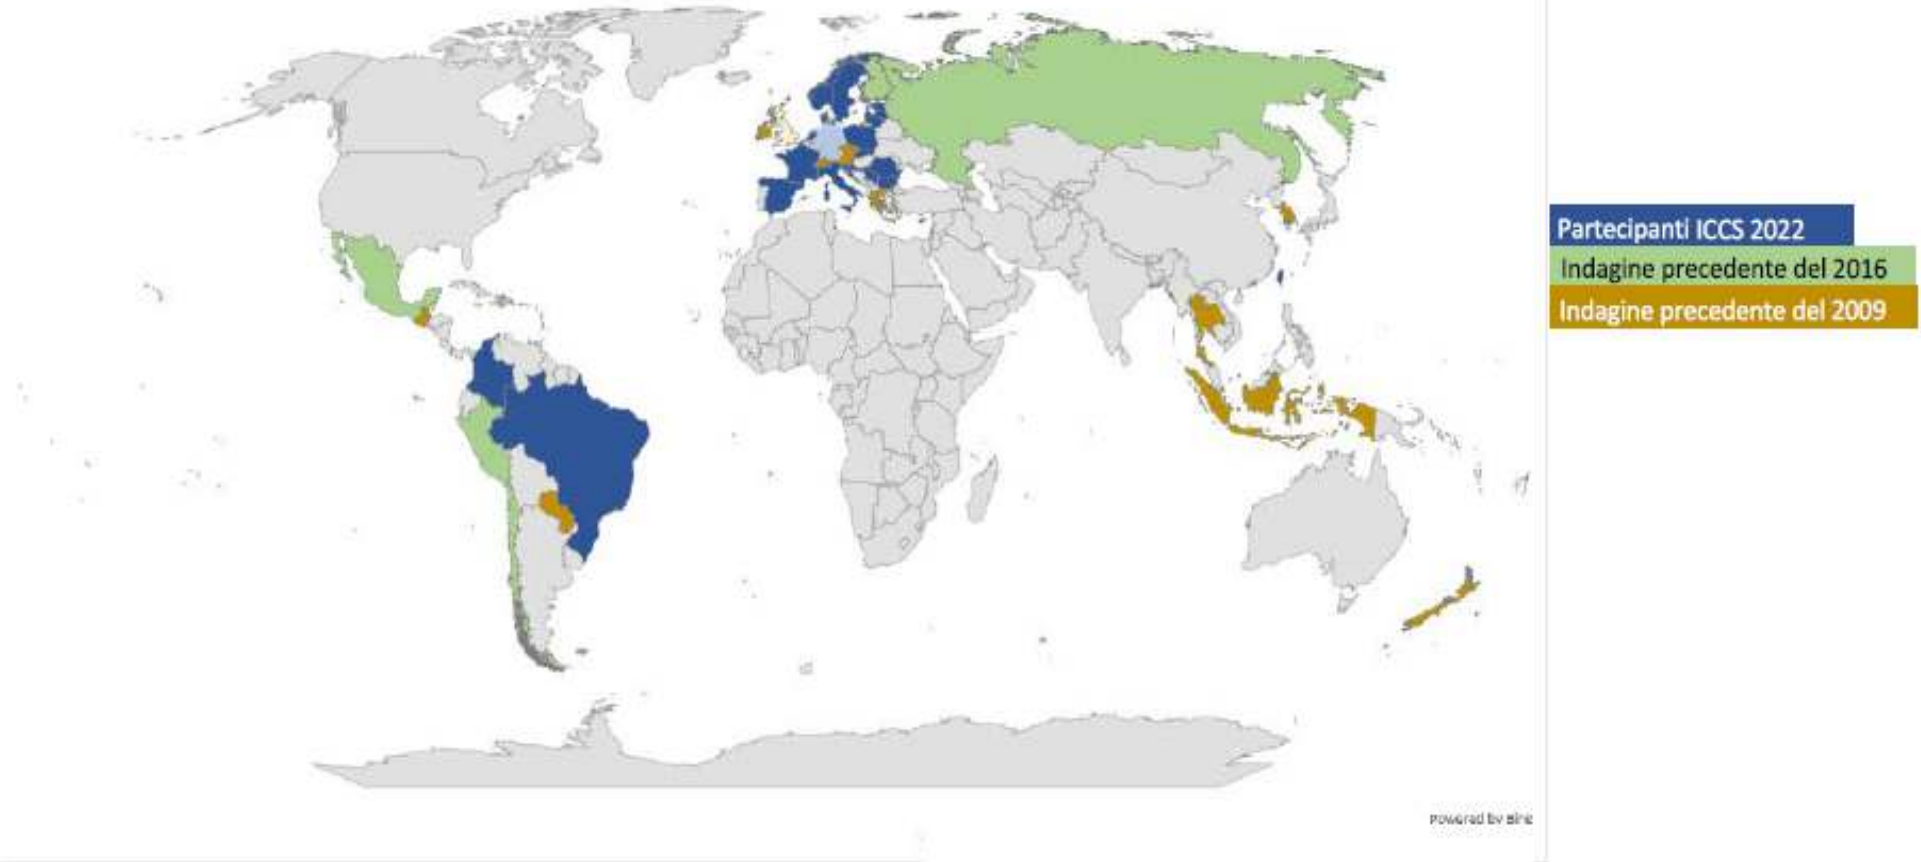 Partecipanti ICCS 2022
Indagine precedente del 2016
Indagine precedente del 2009
Powered by Bing